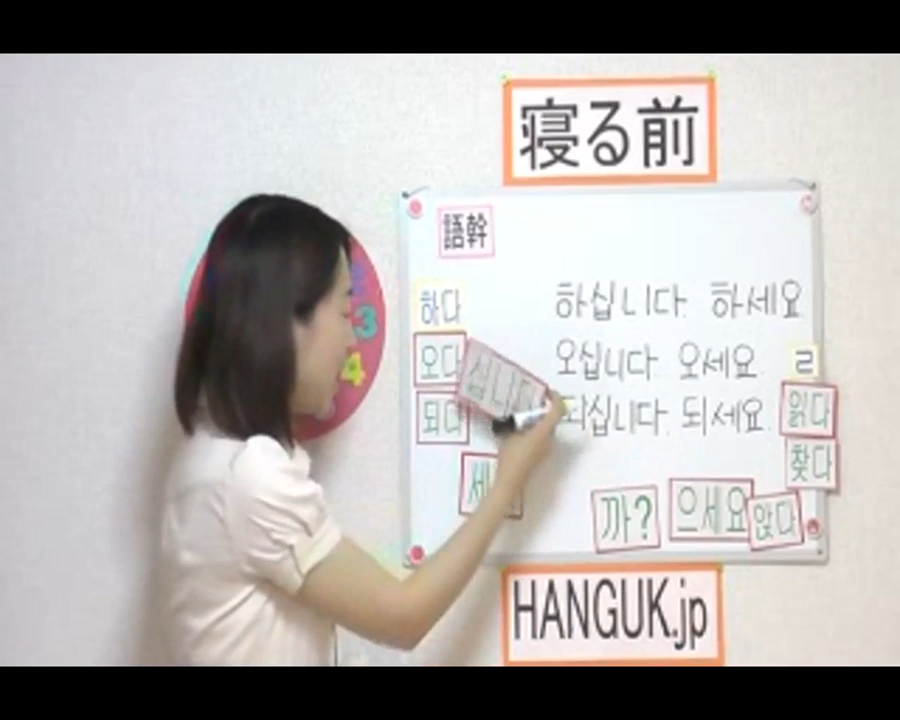 寝る前
語幹
하다 하십니다. 하세요
오다 십니다 오십니다. 오세요. ㄹ
되다 되십니다. 되세요. 읽다
찾다
세
까? 으세요 앉다
HANGUK.jp
3
4